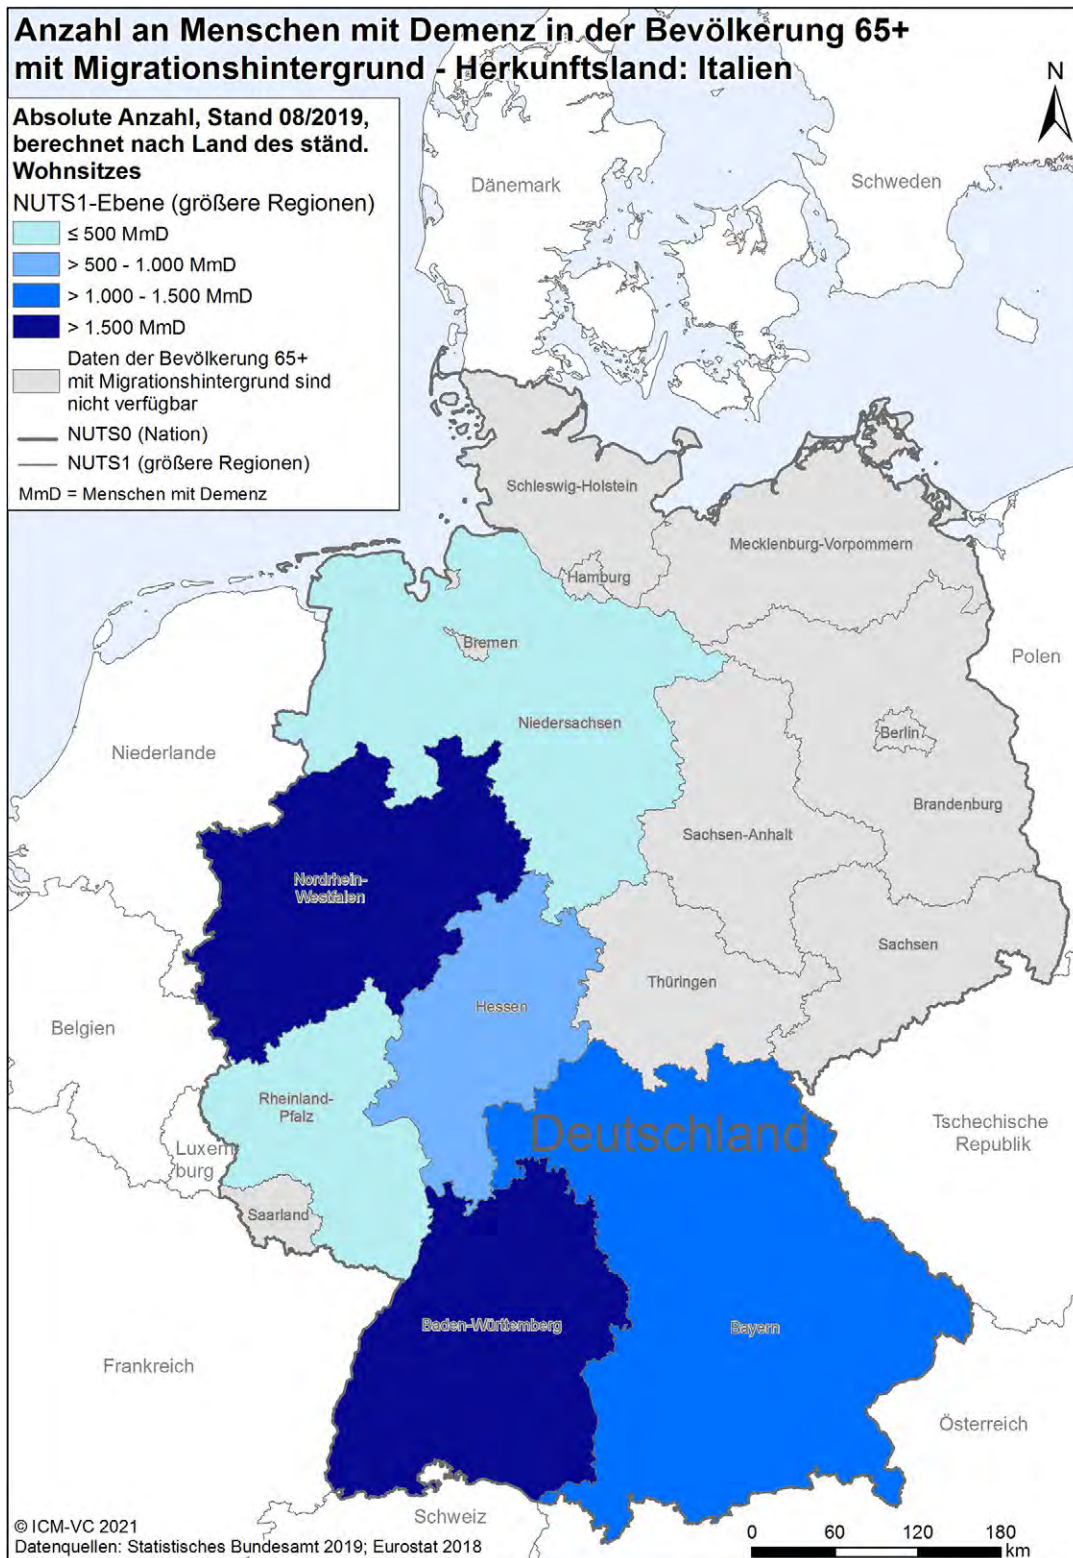 Anzahl an Menschen mit Demenz in der Bevölkerung 65+
mit Migrationshintergrund - Herkunftsland: Italien
Absolute Anzahl, Stand 08/2019,
berechnet nach Land des ständ.
Wohnsitzes
NUTS1-Ebene (größere Regionen)
≤ 500 MmD
> 500 - 1.000 MmD
> 1.000 - 1.500 MmD
> 1.500 MmD
Daten der Bevölkerung 65+
mit Migrationshintergrund sind
nicht verfügbar
NUTS0 (Nation)
NUTS1 (größere Regionen)
MmD = Menschen mit Demenz
N
Dänemark
Schweden
Schleswig-Holstein
Mecklenburg-Vorpommern
Hamburg
Bremen
Polen
Niedersachsen
Berlin
Niederlande
Brandenburg
Sachsen-Anhalt
Nordrhein-
Westfalen
Sachsen
Thüringen
Hessen
Belgien
Rheinland-
Pfalz
Deutschland
Tschechische
Republik
Luxem
burg
Saarland
Baden-Württemberg
Bayern
Frankreich
Österreich
Schweiz
© ICM-VC 2021
Datenquellen: Statistisches Bundesamt 2019; Eurostat 2018
0 60 120 180
km